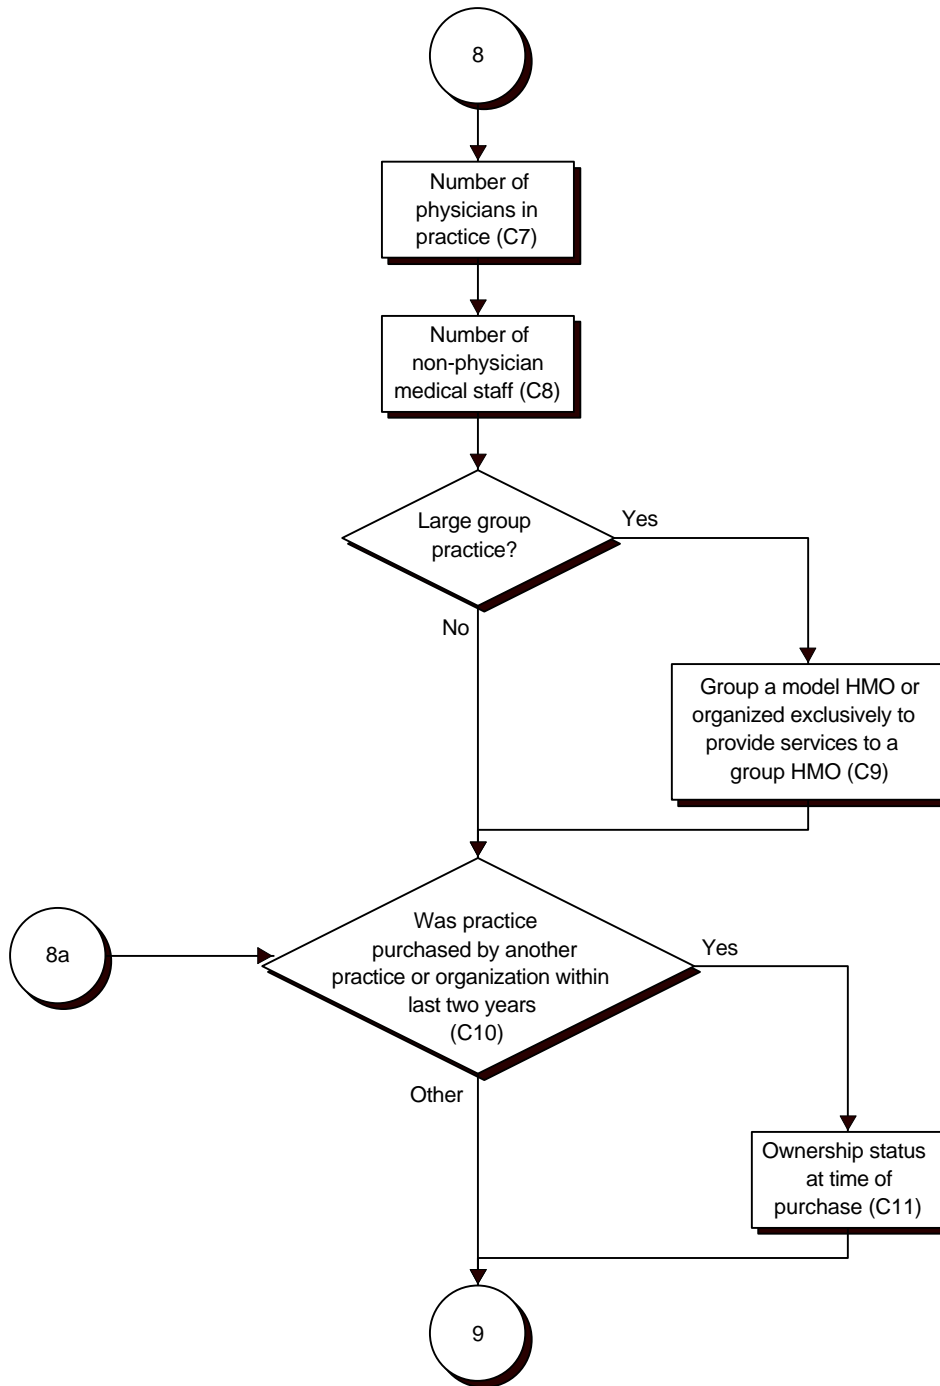 8
Number of
physicians in
practice (C7)
Number of
non-physician
medical staff (C8)
Large group
practice?
Yes
No
Group a model HMO or
organized exclusively to
provide services to a
group HMO (C9)
8a
Was practice
purchased by another
practice or organization within
last two years
(C10)
Yes
Other
Ownership status
at time of
purchase (C11)
9